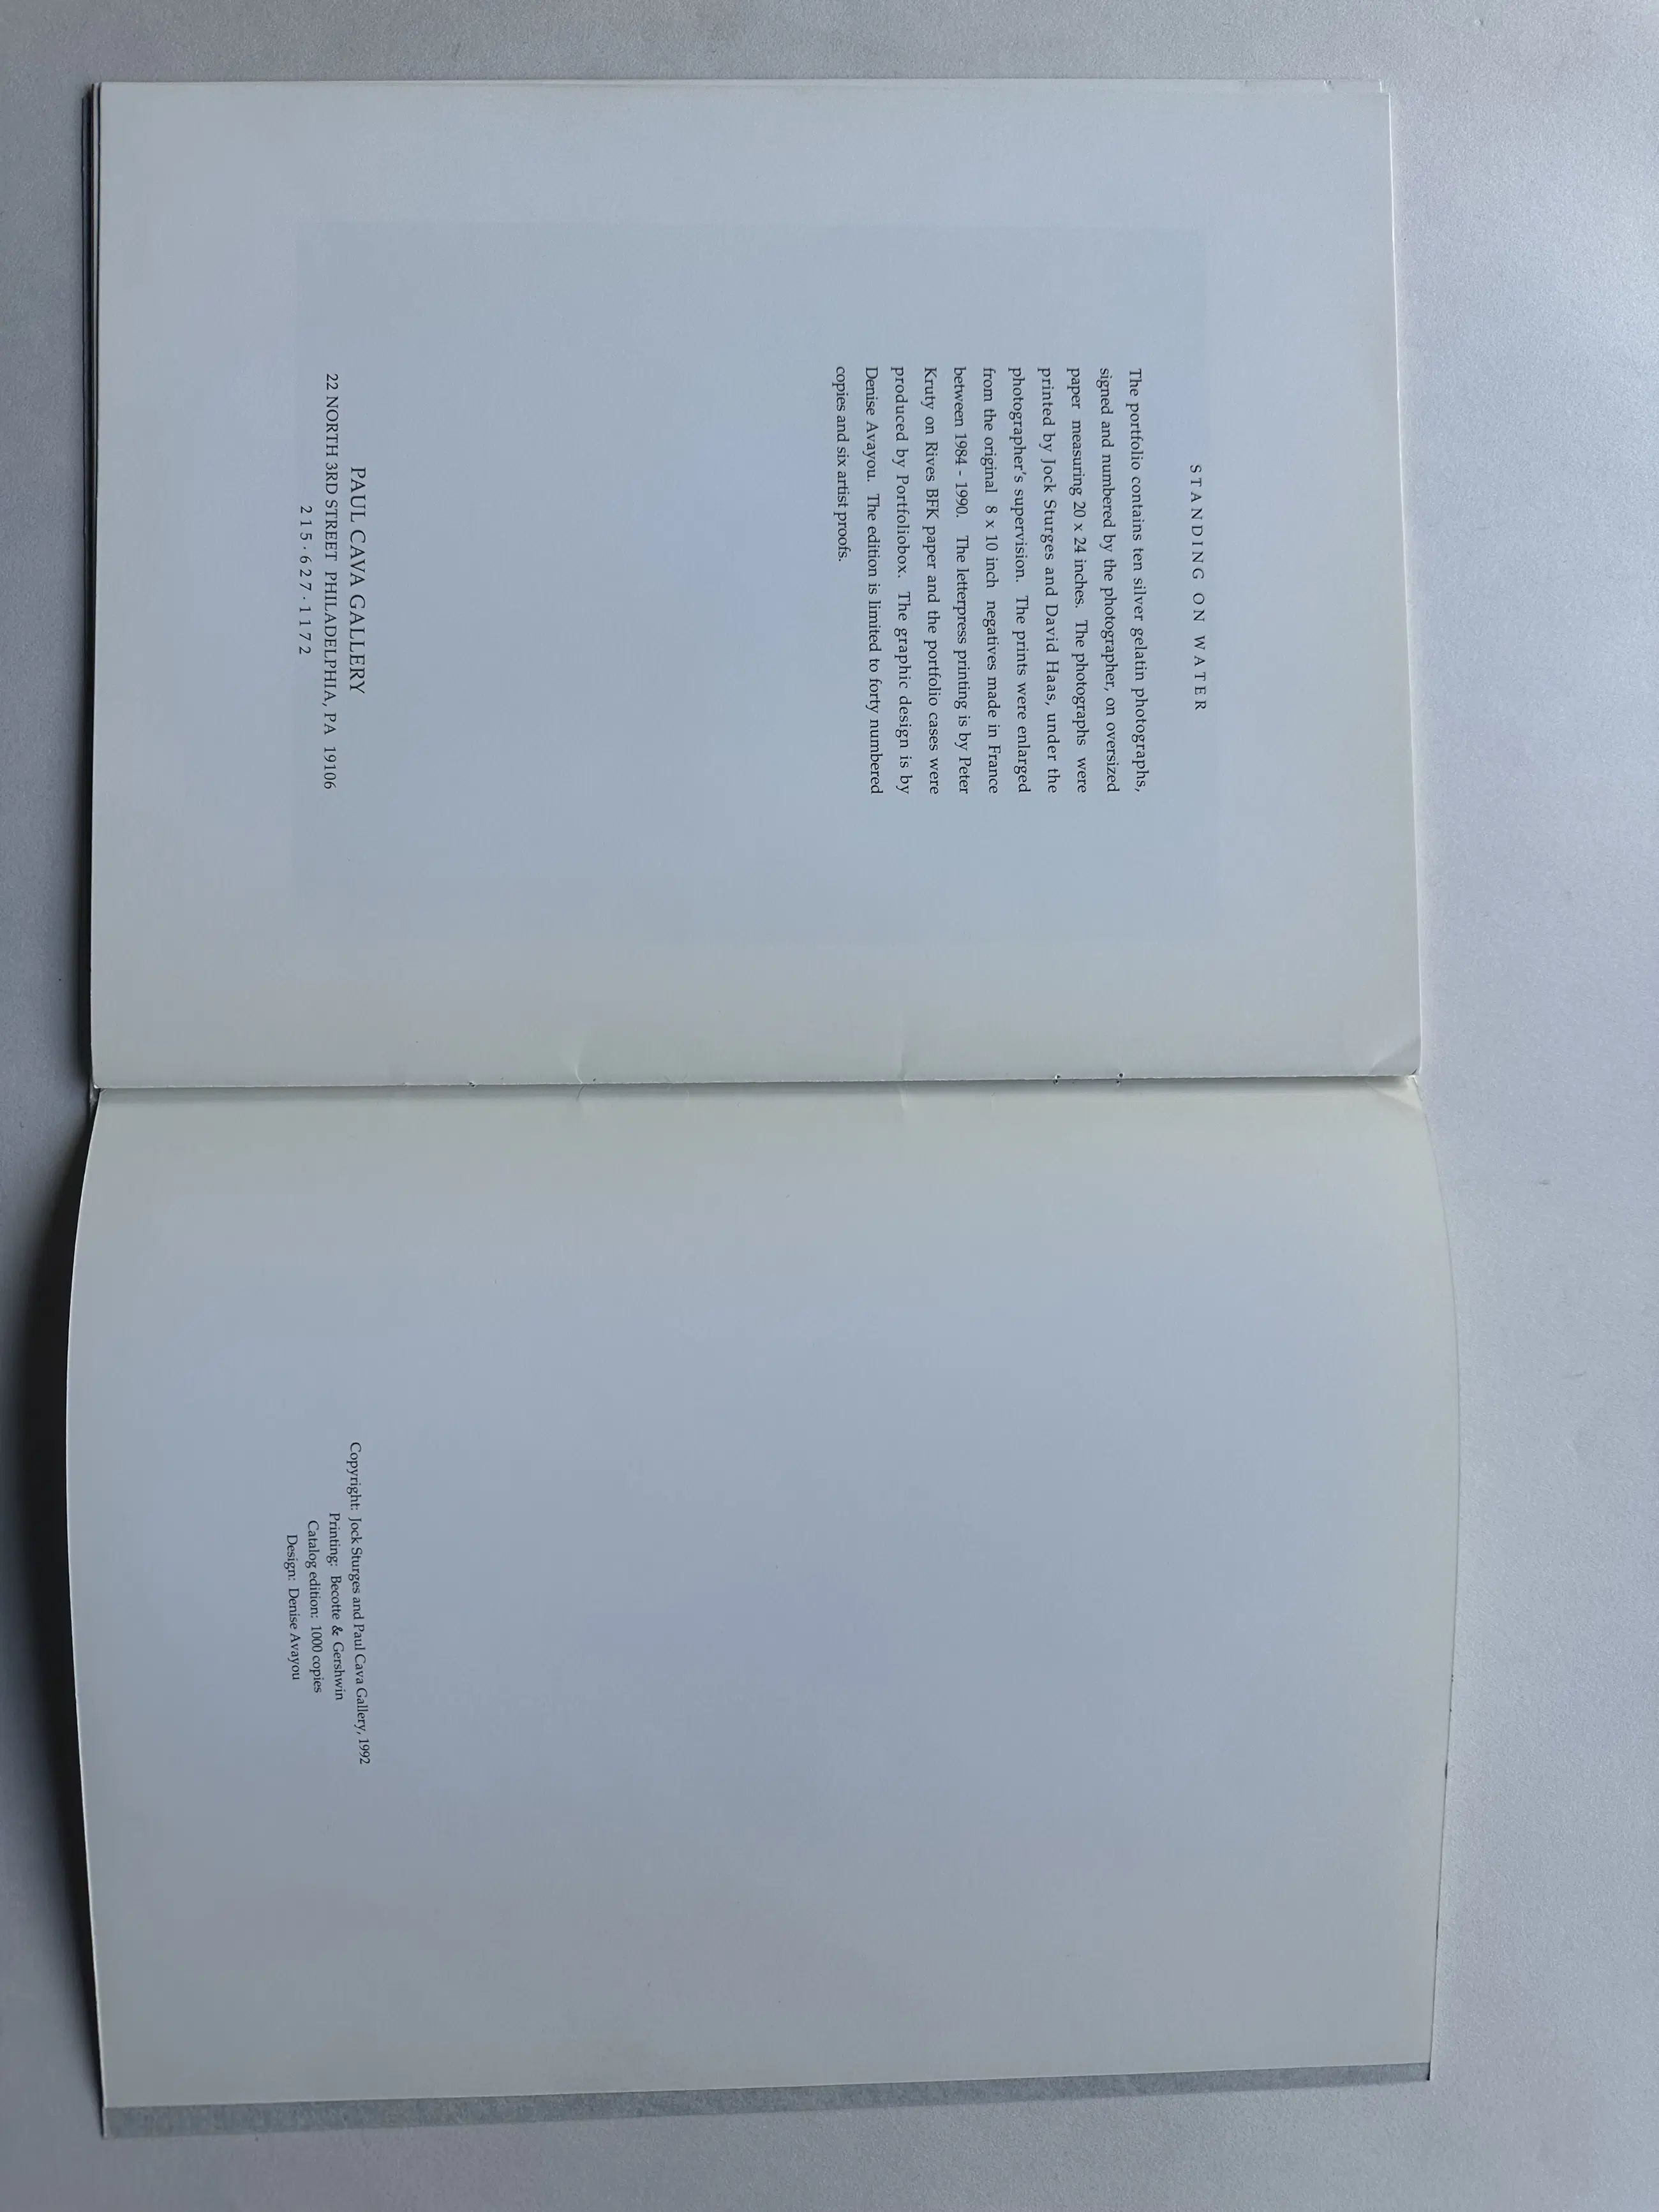 STANDING ON WATER
The portfolio contains ten silver gelatin photographs,
signed and numbered by the photographer, on oversized
paper measuring 20 x 24 inches. The photographs were
printed by Jock Sturges and David Haas, under the
photographer's supervision. The prints were enlarged
from the original 8 x 10 inch negatives made in France
between 1984 - 1990. The letterpress printing is by Peter
Kruty on Rives BFK paper and the portfolio cases were
produced by Portfoliobox. The graphic design is by
Denise Avayou. The edition is limited to forty numbered
copies and six artist proofs.
PAUL CAVA GALLERY
22 NORTH 3RD STREET PHILADELPHIA, PA 19106
215·627·1172
Copyright: Jock Sturges and Paul Cava Gallery, 1992
Printing: Becotte & Gershwin
Catalog edition: 1000 copies
Design: Denise Avayou